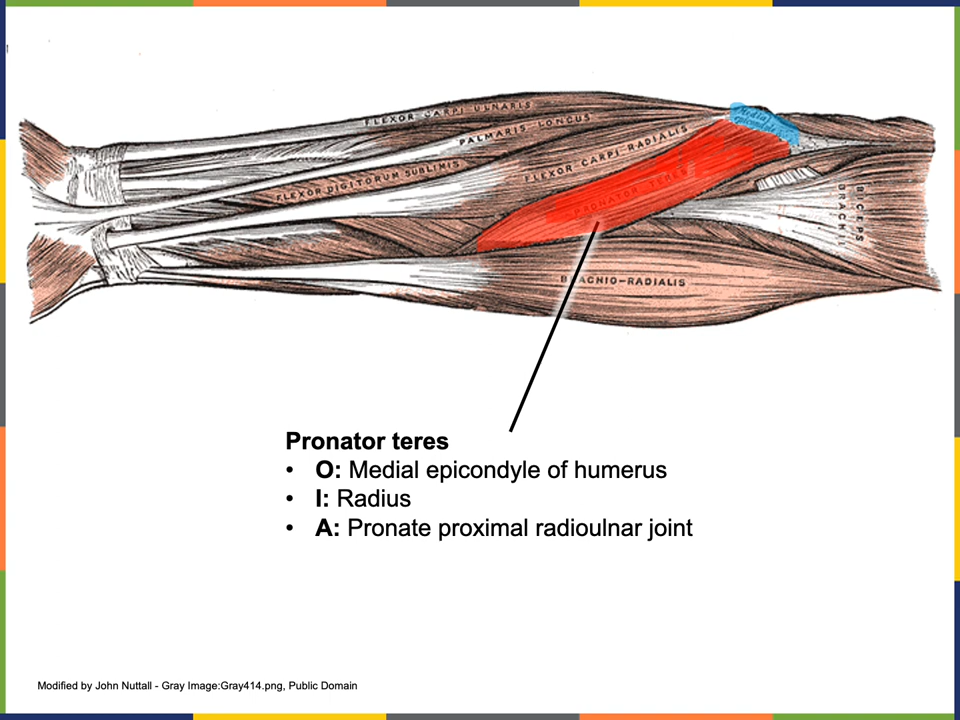 FLEXOR CARPI ULNARIS
PALMARIS LONGUS
FLEXOR CARPI RADIALIS
FLEXOR DIGITORUM SUBLIMIS
Medial
epicondyle
PRONATOR TERES
BICEPS
BRACHII
BRACHIO-RADIALIS
Pronator teres
• O: Medial epicondyle of humerus
• I: Radius
• A: Pronate proximal radioulnar joint
Modified by John Nuttall - Gray Image:Gray414.png, Public Domain